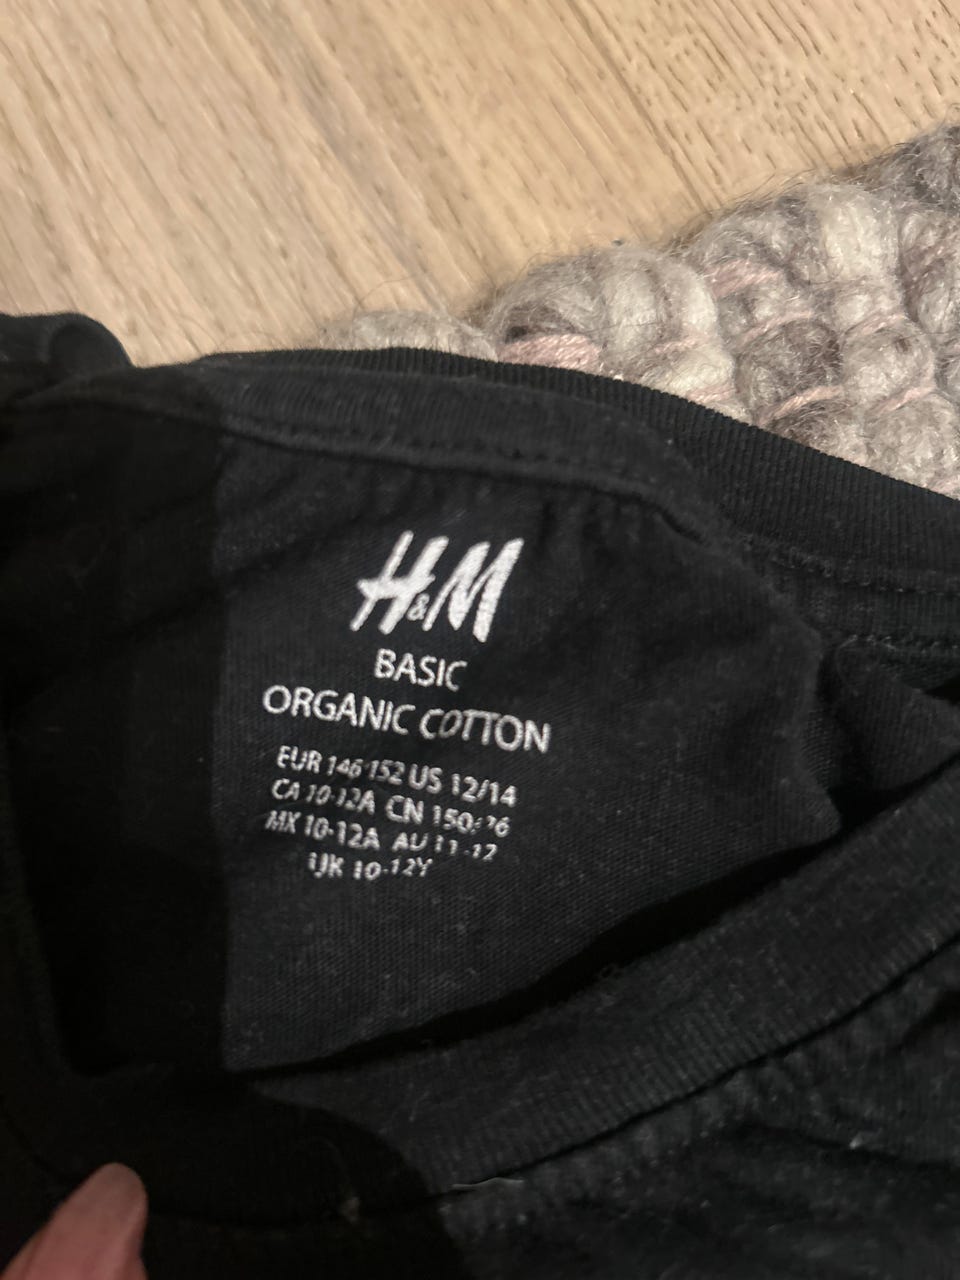 H&M
BASIC
ORGANIC COTTON
EUR 146 152 US 12/14
CA 10-12A CN 150
MX 10-12A AU 11-12
UK 10-12Y